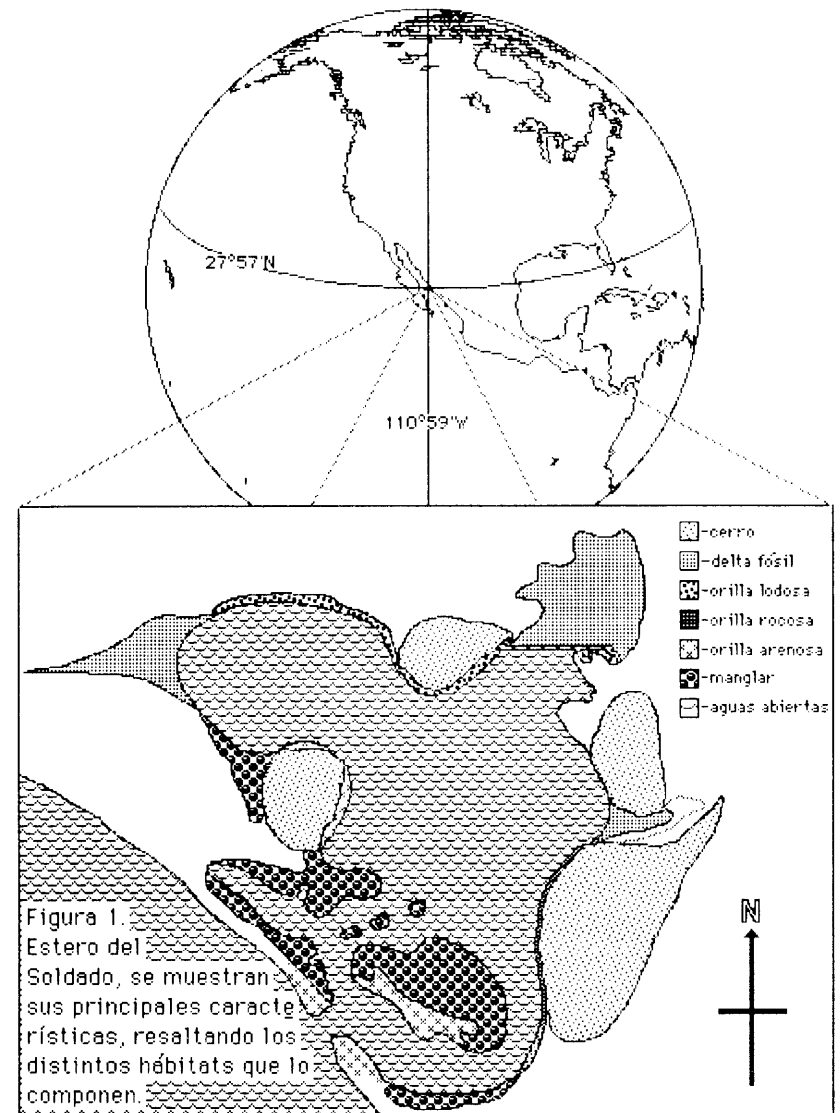 27°57'N
110°59'W
-cerro
-delta fósil
-orilla lodosa
-orilla rocosa
-orilla arenosa
-manglar
-aguas abiertas
N
Figura 1.
Estero del
Soldado, se muestran
sus principales caracte
rísticas, resaltando los
distintos hábitats que lo
componen.